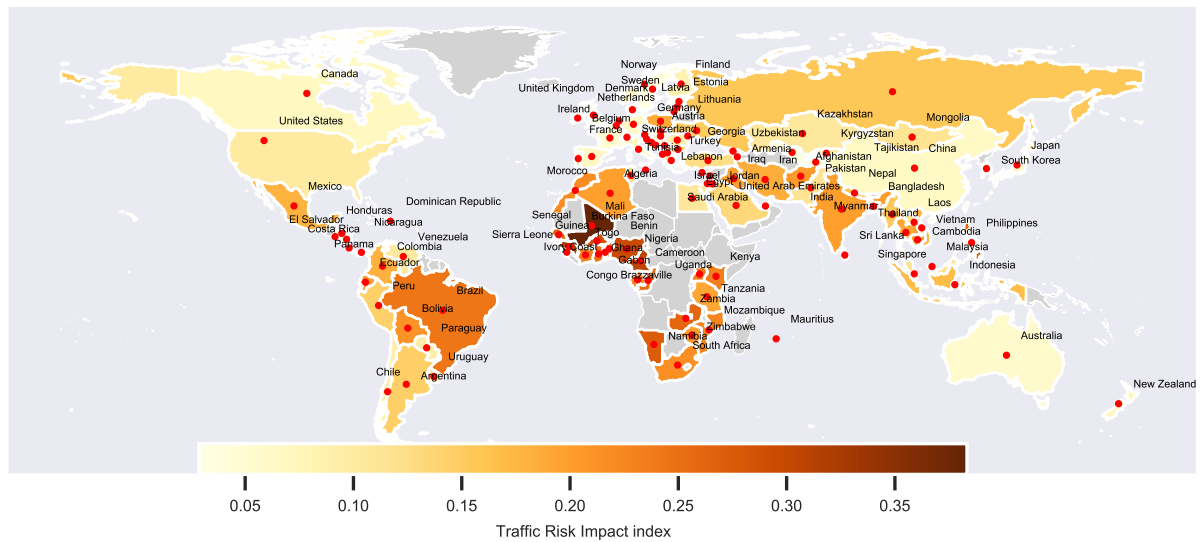 Norway
Finland
Canada
United Kingdom
Sweden
Denmark
Latvia
Estonia
Netherlands
Lithuania
Ireland
Germany
United States
Belgium
Austria
Kazakhstan
Mongolia
France
Switzerland
Georgia
Uzbekistan
Kyrgyzstan
Turkey
Tunisia
Armenia
Tajikistan
China
Japan
Lebanon
Iraq
Iran
Afghanistan
South Korea
Morocco
Algeria
Israel
Jordan
Pakistan
Nepal
Mexico
Egypt
United Arab Emirates
Bangladesh
Saudi Arabia
India
Dominican Republic
Mali
Myanmar
Laos
Honduras
Senegal
Burkina Faso
Thailand
El Salvador
Nicaragua
Guinea
Benin
Vietnam
Philippines
Costa Rica
Sierra Leone
Togo
Sri Lanka
Cambodia
Panama
Venezuela
Nigeria
Colombia
Ivory Coast
Ghana
Malaysia
Cameroon
Kenya
Singapore
Ecuador
Gabon
Uganda
Indonesia
Congo Brazzaville
Peru
Brazil
Tanzania
Zambia
Bolivia
Mozambique
Mauritius
Paraguay
Zimbabwe
Namibia
Australia
South Africa
Uruguay
Chile
Argentina
New Zealand
0.05 0.10 0.15 0.20 0.25 0.30 0.35
Traffic Risk Impact index